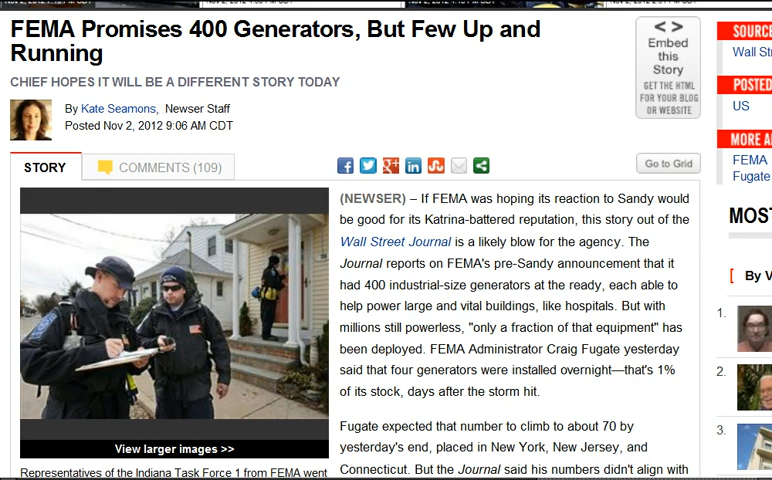 FEMA Promises 400 Generators, But Few Up and
Running
CHIEF HOPES IT WILL BE A DIFFERENT STORY TODAY
By Kate Seamons, Newser Staff
Posted Nov 2, 2012 9:06 AM CDT
< >
Embed
this
Story
GET THE HTML
FOR YOUR BLOG
OR WEBSITE
STORY
COMMENTS (109)
Go to Grid
(NEWSER) – If FEMA was hoping its reaction to Sandy would
be good for its Katrina-battered reputation, this story out of the
Wall Street Journal is a likely blow for the agency. The
Journal reports on FEMA's pre-Sandy announcement that it
had 400 industrial-size generators at the ready, each able to
help power large and vital buildings, like hospitals. But with
millions still powerless, "only a fraction of that equipment" has
been deployed. FEMA Administrator Craig Fugate yesterday
said that four generators were installed overnight—that's 1%
of its stock, days after the storm hit.
Fugate expected that number to climb to about 70 by
yesterday's end, placed in New York, New Jersey, and
Connecticut. But the Journal said his numbers didn't align with
View larger images >>
Representatives of the Indiana Task Force 1 from FEMA went
SOURC
Wall St
POSTED
US
MORE A
FEMA
Fugate
MOS
[ By V
1.
2.
3.